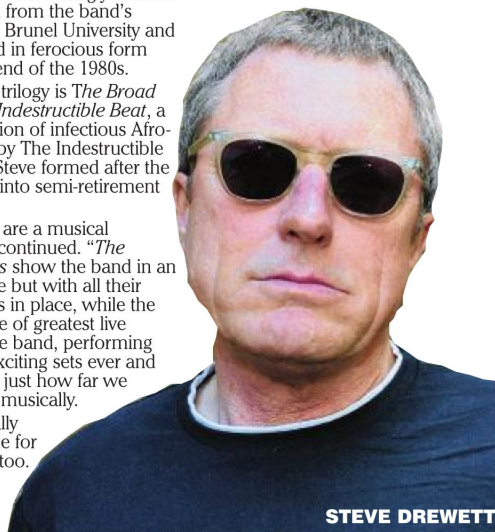 from the band's
Brunel University and
d in ferocious form
end of the 1980s.
trilogy is The Broad
Indestructible Beat, a
ion of infectious Afro-
by The Indestructible
Steve formed after the
into semi-retirement
are a musical
continued. “The
s show the band in an
e but with all their
s in place, while the
e of greatest live
e band, performing
xciting sets ever and
just how far we
musically.
lly
e for
too.
STEVE DREWETT